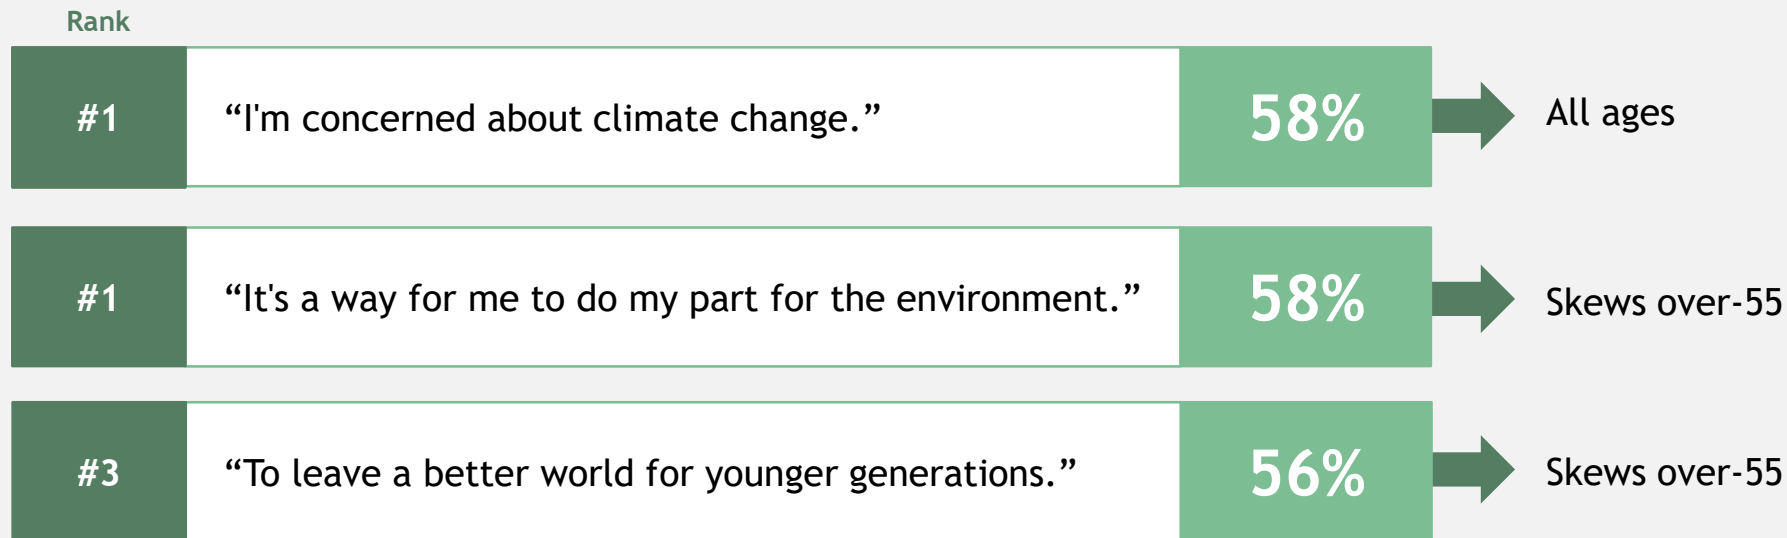 Rank
#1 “I'm concerned about climate change.” 58% All ages
#1 “It's a way for me to do my part for the environment.” 58% Skews over-55
#3 “To leave a better world for younger generations.” 56% Skews over-55